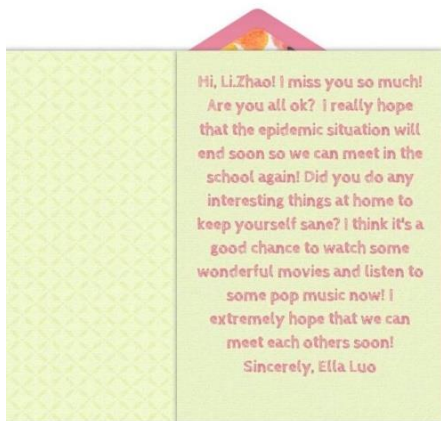 Hi, Li.Zhao! I miss you so much!
Are you all ok? I really hope
that the epidemic situation will
end soon so we can meet in the
school again! Did you do any
interesting things at home to
keep yourself sane? I think it's a
good chance to watch some
wonderful movies and listen to
some pop music now! I
extremely hope that we can
meet each others soon!
Sincerely, Ella Luo